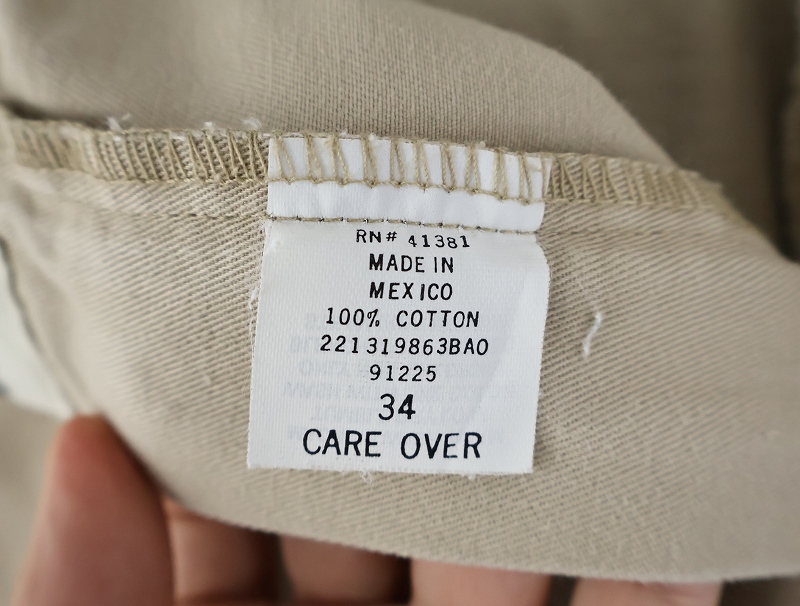 RN# 41381
MADE IN
MEXICO
100% COTTON
221319863BAO
91225
34
CARE OVER